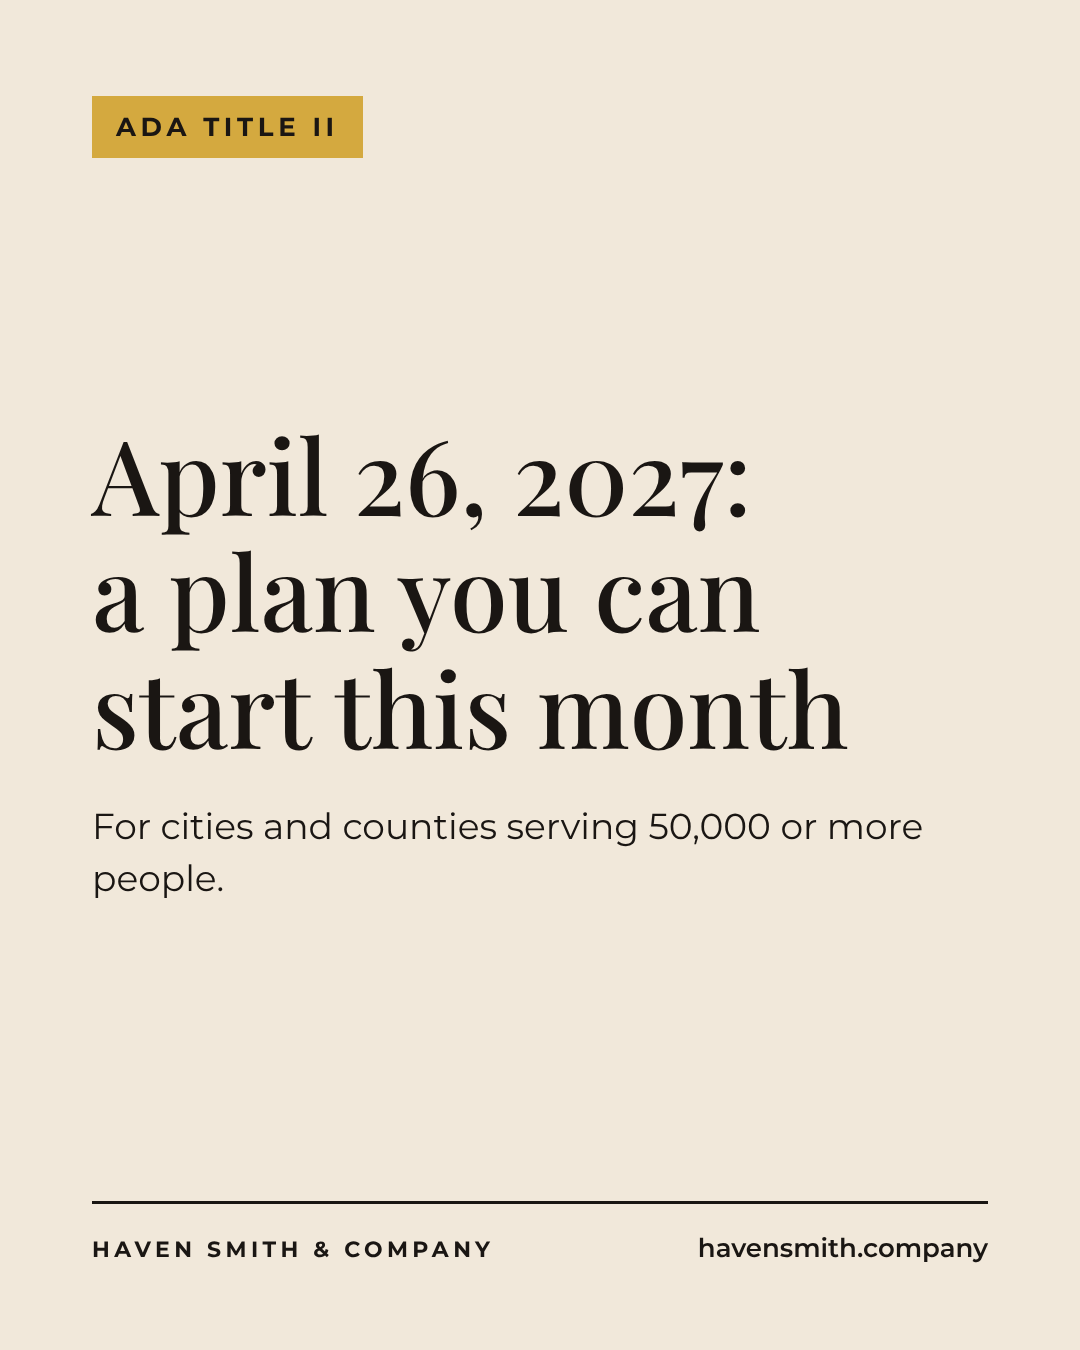 ADA TITLE II
April 26, 2027:
a plan you can
start this month
For cities and counties serving 50,000 or more
people.
HAVEN SMITH & COMPANY
havensmith.company